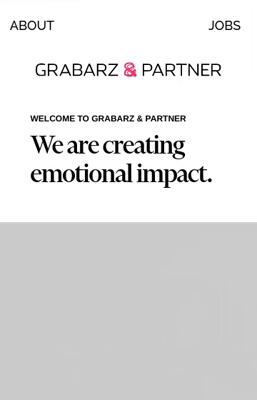 ABOUT JOBS
GRABARZ & PARTNER
WELCOME TO GRABARZ & PARTNER
We are creating
emotional impact.